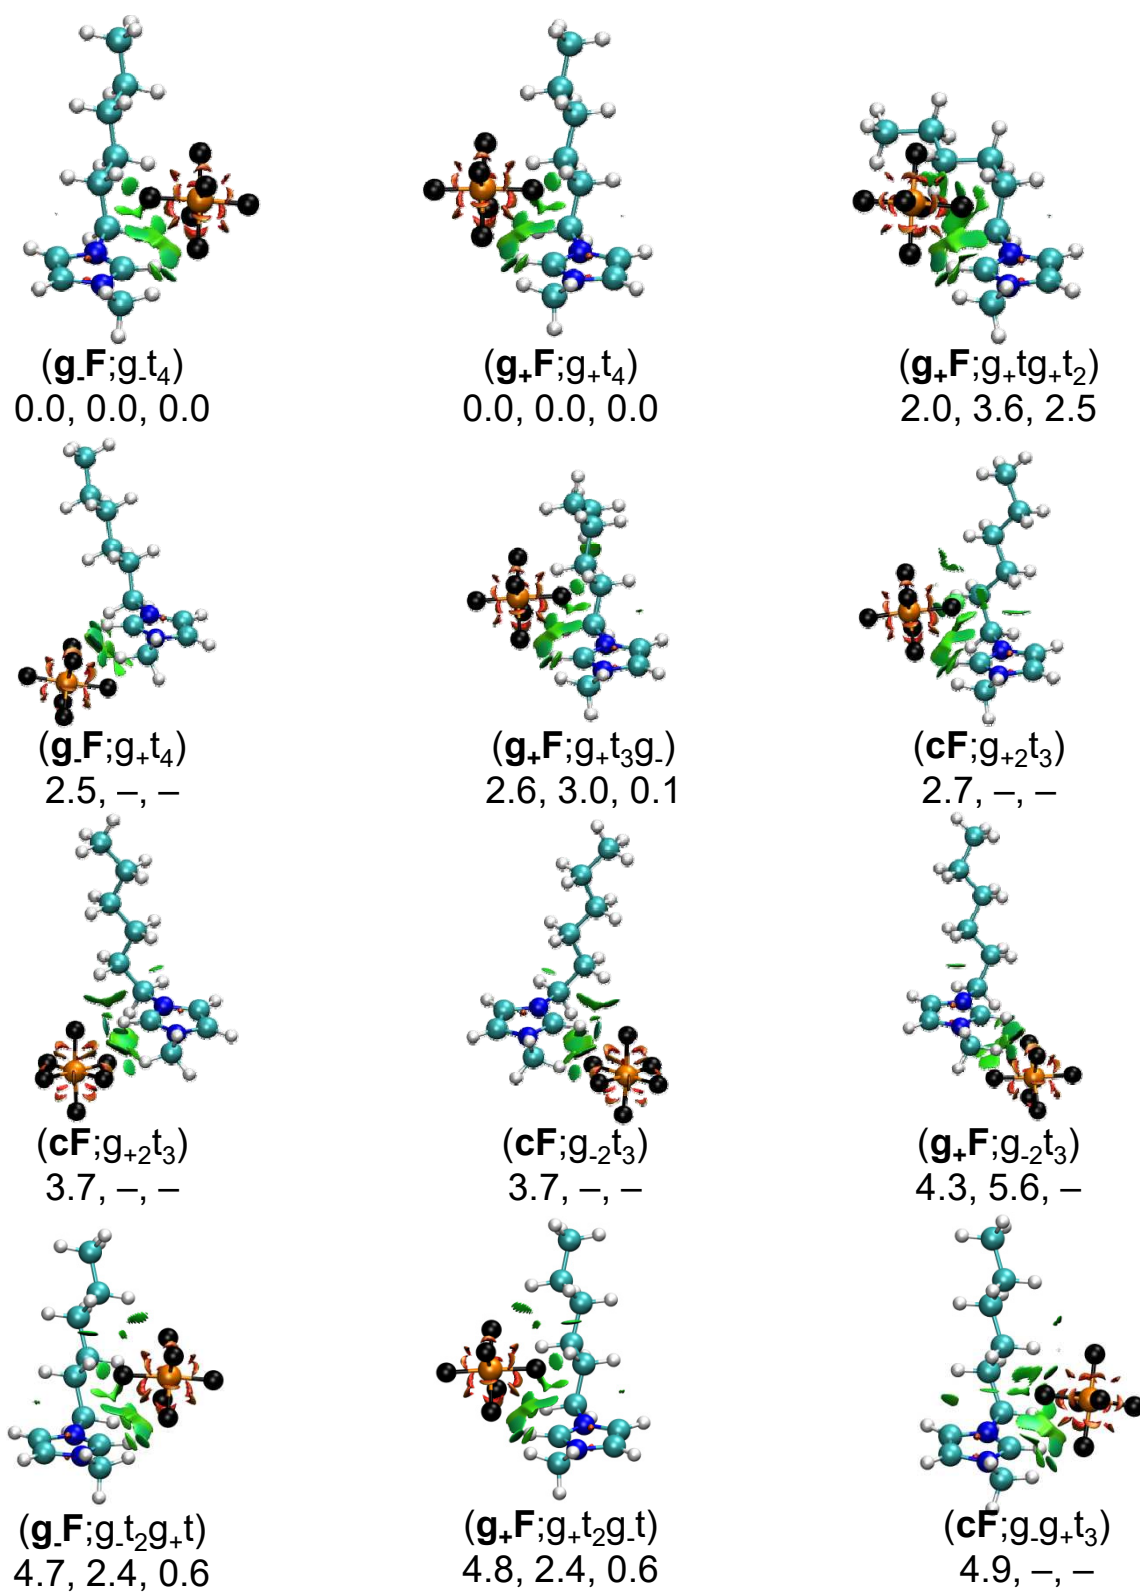 (g₋F;g₋t₄) (g₊F;g₊t₄) (g₊F;g₊tg₊t₂)
0.0, 0.0, 0.0 0.0, 0.0, 0.0 2.0, 3.6, 2.5
(g₋F;g₊t₄) (g₊F;g₊t₃g₋) (cF;g₊₂t₃)
2.5, –, – 2.6, 3.0, 0.1 2.7, –, –
(cF;g₊₂t₃) (cF;g₋₂t₃) (g₊F;g₋₂t₃)
3.7, –, – 3.7, –, – 4.3, 5.6, –
(g₋F;g₋t₂g₊t) (g₊F;g₊t₂g₋t) (cF;g₋g₊t₃)
4.7, 2.4, 0.6 4.8, 2.4, 0.6 4.9, –, –